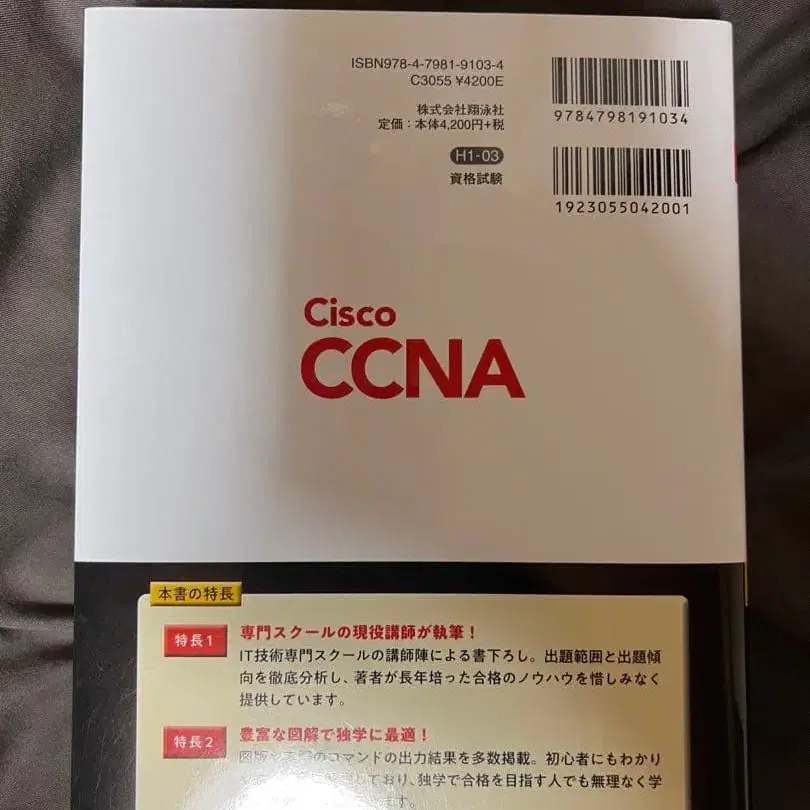 ISBN978-4-7981-9103-4
C3055 ¥4200E
株式会社翔泳社
定価：本体4,200円+税
H1-03
資格試験
9784798191034
1923055042001
Cisco
CCNA
本書の特長
特長1
専門スクールの現役講師が執筆！
IT技術専門スクールの講師陣による書下ろし。出題範囲と出題傾
向を徹底分析し、著者が長年培った合格のノウハウを惜しみなく
提供しています。
特長2
豊富な図解で独学に最適！
図版 のコマンドの出力結果を多数掲載。初心者にもわかり
ており、独学で合格を目指す人でも無理なく学
ます。